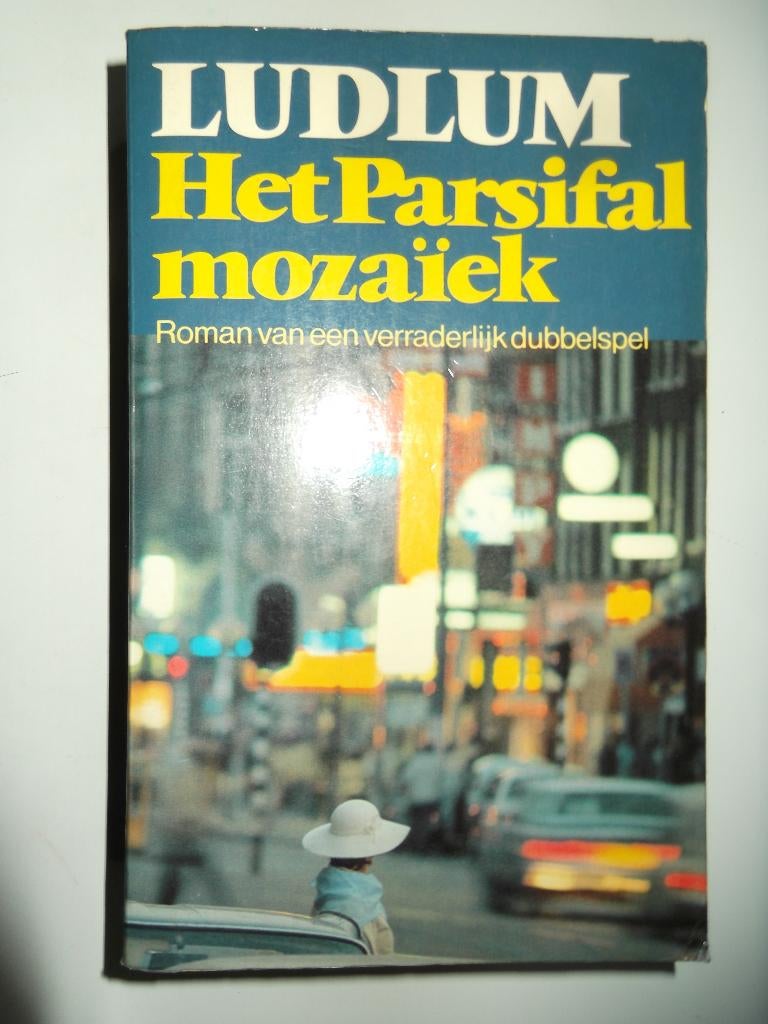 LUDLUM
Het Parsifal
mozaïek
Roman van een verraderlijk dubbelspel